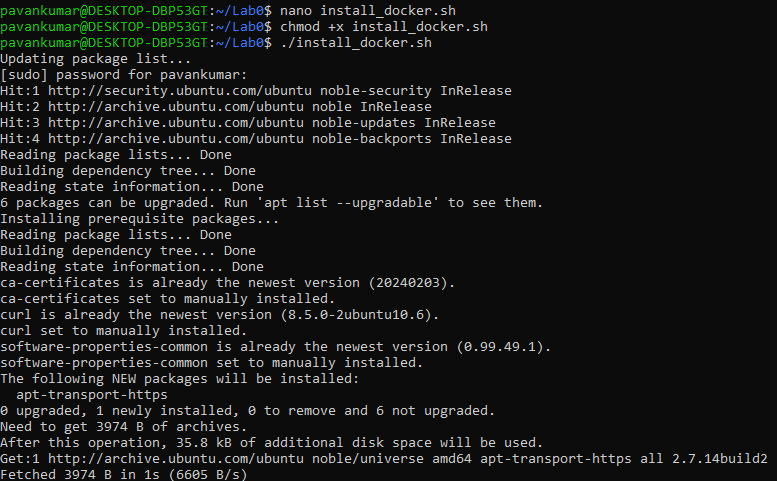 pavankumar@DESKTOP-DBP53GT:~/Lab0$ nano install_docker.sh
pavankumar@DESKTOP-DBP53GT:~/Lab0$ chmod +x install_docker.sh
pavankumar@DESKTOP-DBP53GT:~/Lab0$ ./install_docker.sh
Updating package list...
[sudo] password for pavankumar:
Hit:1 http://security.ubuntu.com/ubuntu noble-security InRelease
Hit:2 http://archive.ubuntu.com/ubuntu noble InRelease
Hit:3 http://archive.ubuntu.com/ubuntu noble-updates InRelease
Hit:4 http://archive.ubuntu.com/ubuntu noble-backports InRelease
Reading package lists... Done
Building dependency tree... Done
Reading state information... Done
6 packages can be upgraded. Run 'apt list --upgradable' to see them.
Installing prerequisite packages...
Reading package lists... Done
Building dependency tree... Done
Reading state information... Done
ca-certificates is already the newest version (20240203).
ca-certificates set to manually installed.
curl is already the newest version (8.5.0-2ubuntu10.6).
curl set to manually installed.
software-properties-common is already the newest version (0.99.49.1).
software-properties-common set to manually installed.
The following NEW packages will be installed:
  apt-transport-https
0 upgraded, 1 newly installed, 0 to remove and 6 not upgraded.
Need to get 3974 B of archives.
After this operation, 35.8 kB of additional disk space will be used.
Get:1 http://archive.ubuntu.com/ubuntu noble/universe amd64 apt-transport-https all 2.7.14build2
Fetched 3974 B in 1s (6605 B/s)